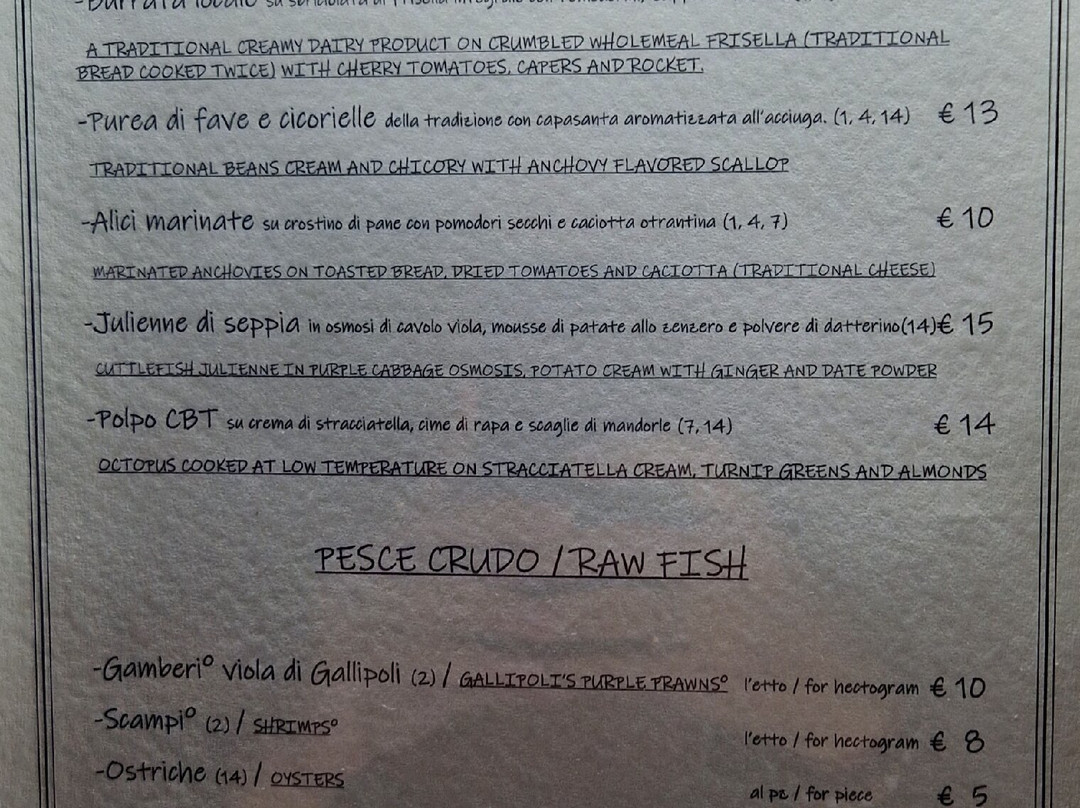 -Burrata locale su
A TRADITIONAL CREAMY DAIRY PRODUCT ON CRUMBLED WHOLEMEAL FRISELLA (TRADITIONAL
BREAD COOKED TWICE) WITH CHERRY TOMATOES, CAPERS AND ROCKET.
-Purea di fave e cicorielle della tradizione con capasanta aromatizzata all'acciuga. (1, 4, 14) € 13
TRADITIONAL BEANS CREAM AND CHICORY WITH ANCHOVY FLAVORED SCALLOP
-Alici marinate su crostino di pane con pomodori secchi e caciotta otrantina (1, 4, 7) € 10
MARINATED ANCHOVIES ON TOASTED BREAD, DRIED TOMATOES AND CACIOTTA (TRADITIONAL CHEESE)
-Julienne di seppia in osmosi di cavolo viola, mousse di patate allo zenzero e polvere di datterino(14)€ 15
CUTTLEFISH JULIENNE IN PURPLE CABBAGE OSMOSIS, POTATO CREAM WITH GINGER AND DATE POWDER
-Polpo CBT su crema di stracciatella, cime di rapa e scaglie di mandorle (7, 14) € 14
OCTOPUS COOKED AT LOW TEMPERATURE ON STRACCIATELLA CREAM, TURNIP GREENS AND ALMONDS
PESCE CRUDO / RAW FISH
-Gamberi° viola di Gallipoli (2) / GALLIPOLI'S PURPLE PRAWNS° l'etto / for hectogram € 10
-Scampi° (2) / SHRIMPS° l'etto / for hectogram € 8
-Ostriche (14) / OYSTERS al pz / for piece € 5